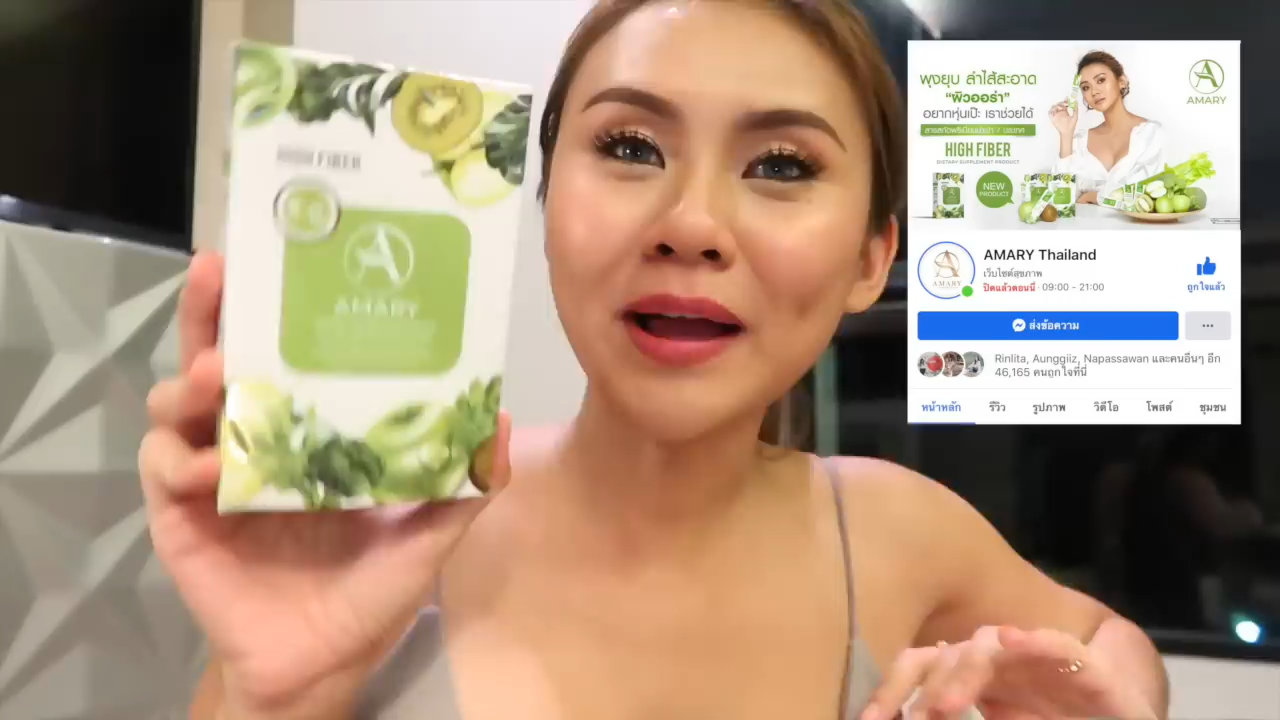 HIGH FIBER
AMARY
พุงยุบ ลำไส้สะอาด
"ผิวออร่า"
อยากหุ่นเป๊ะ เราช่วยได้
HIGH FIBER
DIETARY SUPPLEMENT PRODUCT
NEW
PRODUCT
AMARY
AMARY Thailand
เว็บไซต์สุขภาพ
ปิดแล้วตอนนี้ · 09:00 - 21:00
ถูกใจแล้ว
ส่งข้อความ
Rinlita, Aunggiiz, Napassawan และคนอื่นๆ อีก
46,165 คนถูกใจที่นี่
หน้าหลัก รีวิว รูปภาพ วิดีโอ โพสต์ ชุมชน